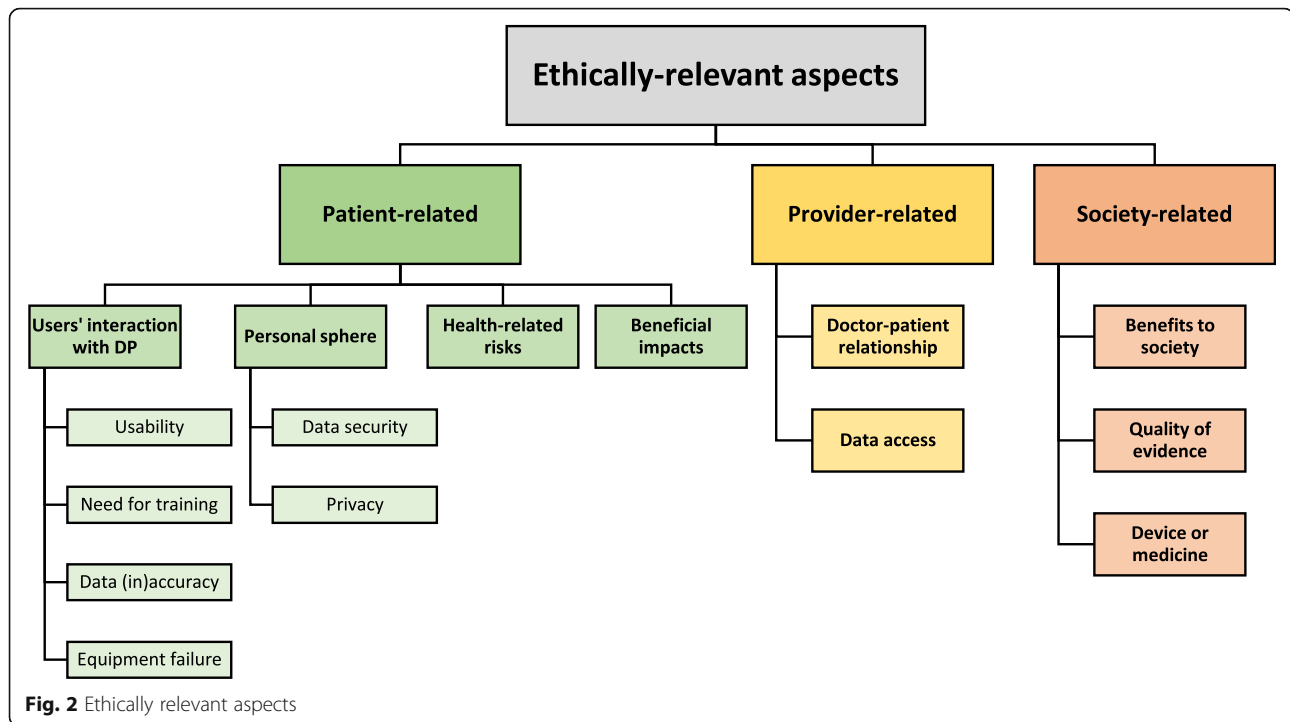 Ethically-relevant aspects
Patient-related
Provider-related
Society-related
Users' interaction
with DP
Personal sphere
Health-related
risks
Beneficial
impacts
Doctor-patient
relationship
Benefits to
society
Usability
Data security
Data access
Quality of
evidence
Need for training
Privacy
Device or
medicine
Data (in)accuracy
Equipment failure
Fig. 2 Ethically relevant aspects